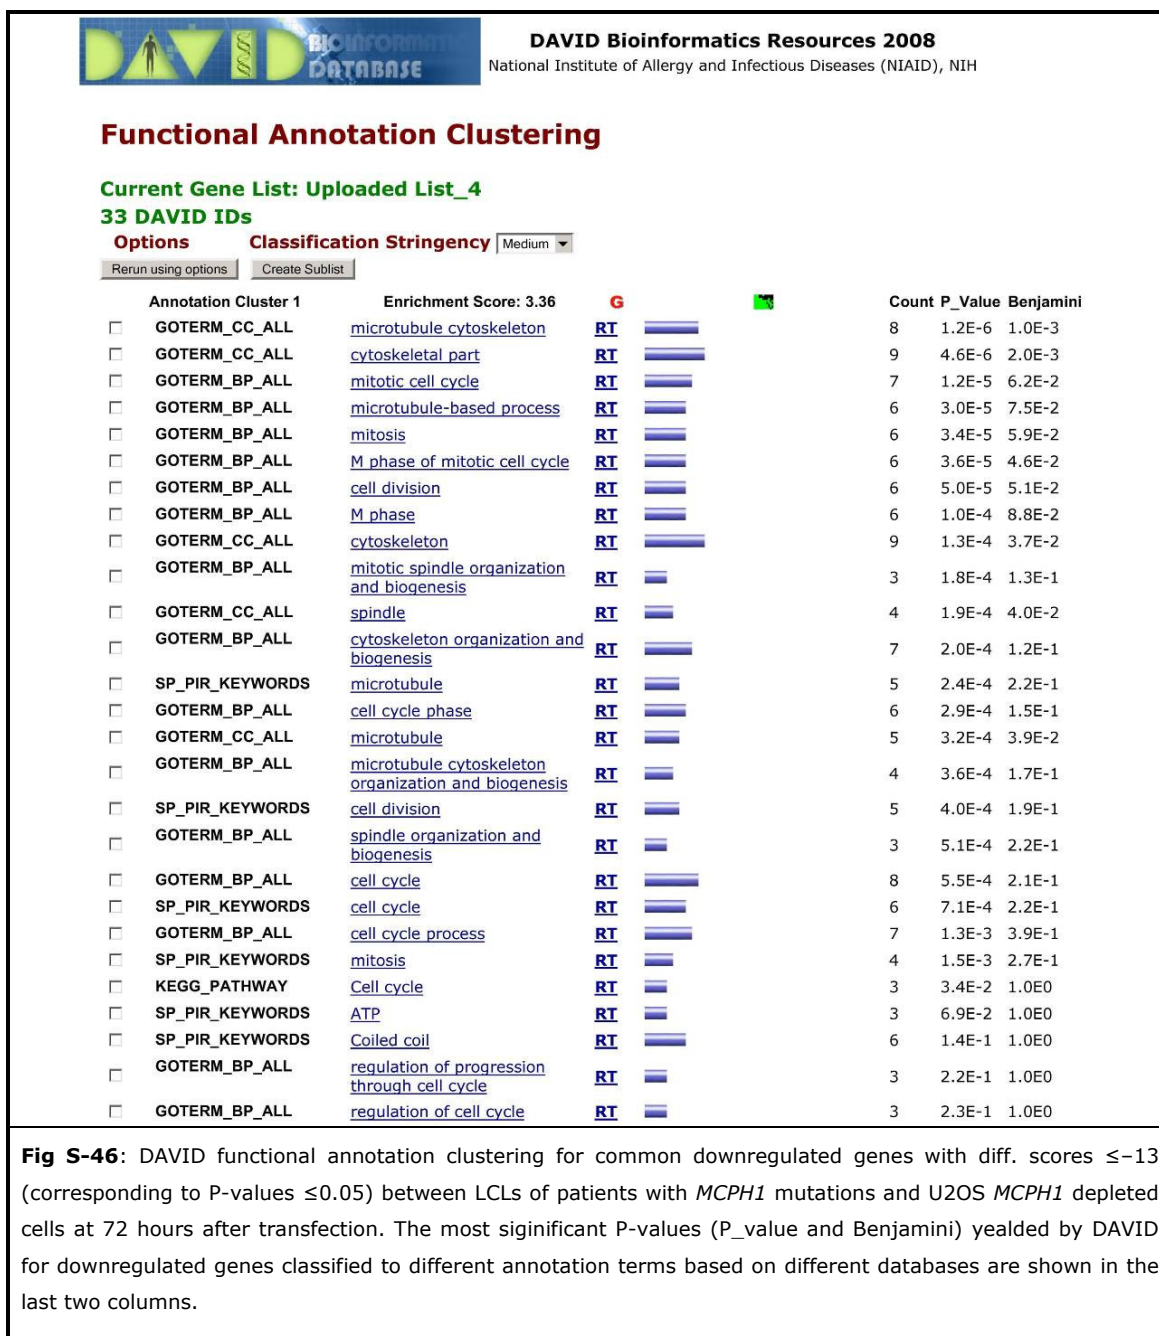 DAVID BIOINFORMATICS DATABASE
DAVID Bioinformatics Resources 2008
National Institute of Allergy and Infectious Diseases (NIAID), NIH
Functional Annotation Clustering
Current Gene List: Uploaded List_4
33 DAVID IDs
Options Classification Stringency Medium
Rerun using options Create Sublist
Annotation Cluster 1 Enrichment Score: 3.36 G Count P_Value Benjamini
GOTERM_CC_ALL microtubule cytoskeleton RT 8 1.2E-6 1.0E-3
GOTERM_CC_ALL cytoskeletal part RT 9 4.6E-6 2.0E-3
GOTERM_BP_ALL mitotic cell cycle RT 7 1.2E-5 6.2E-2
GOTERM_BP_ALL microtubule-based process RT 6 3.0E-5 7.5E-2
GOTERM_BP_ALL mitosis RT 6 3.4E-5 5.9E-2
GOTERM_BP_ALL M phase of mitotic cell cycle RT 6 3.6E-5 4.6E-2
GOTERM_BP_ALL cell division RT 6 5.0E-5 5.1E-2
GOTERM_BP_ALL M phase RT 6 1.0E-4 8.8E-2
GOTERM_CC_ALL cytoskeleton RT 9 1.3E-4 3.7E-2
GOTERM_BP_ALL mitotic spindle organization
and biogenesis RT 3 1.8E-4 1.3E-1
GOTERM_CC_ALL spindle RT 4 1.9E-4 4.0E-2
GOTERM_BP_ALL cytoskeleton organization and
biogenesis RT 7 2.0E-4 1.2E-1
SP_PIR_KEYWORDS microtubule RT 5 2.4E-4 2.2E-1
GOTERM_BP_ALL cell cycle phase RT 6 2.9E-4 1.5E-1
GOTERM_CC_ALL microtubule RT 5 3.2E-4 3.9E-2
GOTERM_BP_ALL microtubule cytoskeleton
organization and biogenesis RT 4 3.6E-4 1.7E-1
SP_PIR_KEYWORDS cell division RT 5 4.0E-4 1.9E-1
GOTERM_BP_ALL spindle organization and
biogenesis RT 3 5.1E-4 2.2E-1
GOTERM_BP_ALL cell cycle RT 8 5.5E-4 2.1E-1
SP_PIR_KEYWORDS cell cycle RT 6 7.1E-4 2.2E-1
GOTERM_BP_ALL cell cycle process RT 7 1.3E-3 3.9E-1
SP_PIR_KEYWORDS mitosis RT 4 1.5E-3 2.7E-1
KEGG_PATHWAY Cell cycle RT 3 3.4E-2 1.0E0
SP_PIR_KEYWORDS ATP RT 3 6.9E-2 1.0E0
SP_PIR_KEYWORDS Coiled coil RT 6 1.4E-1 1.0E0
GOTERM_BP_ALL regulation of progression
through cell cycle RT 3 2.2E-1 1.0E0
GOTERM_BP_ALL regulation of cell cycle RT 3 2.3E-1 1.0E0
Fig S-46: DAVID functional annotation clustering for common downregulated genes with diff. scores ≤–13
(corresponding to P-values ≤0.05) between LCLs of patients with MCPH1 mutations and U2OS MCPH1 depleted
cells at 72 hours after transfection. The most siginificant P-values (P_value and Benjamini) yealded by DAVID
for downregulated genes classified to different annotation terms based on different databases are shown in the
last two columns.